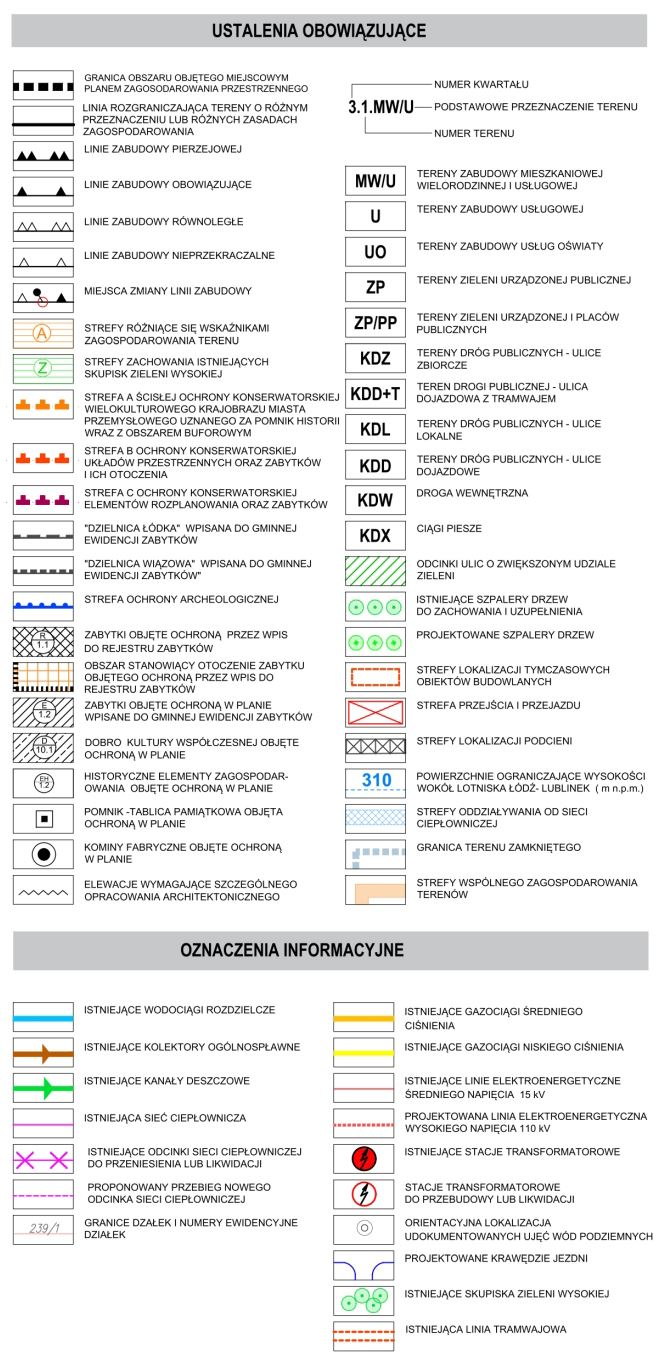 USTALENIA OBOWIĄZUJĄCE
GRANICA OBSZARU OBJĘTEGO MIEJSCOWYM
PLANEM ZAGOSODAROWANIA PRZESTRZENNEGO
LINIA ROZGRANICZAJĄCA TERENY O RÓŻNYM
PRZEZNACZENIU LUB RÓŻNYCH ZASADACH
ZAGOSPODAROWANIA
LINIE ZABUDOWY PIERZEJOWEJ
LINIE ZABUDOWY OBOWIĄZUJĄCE
LINIE ZABUDOWY RÓWNOLEGŁE
LINIE ZABUDOWY NIEPRZEKRACZALNE
MIEJSCA ZMIANY LINII ZABUDOWY
A
STREFY RÓŻNIĄCE SIĘ WSKAŹNIKAMI
ZAGOSPODAROWANIA TERENU
Z
STREFY ZACHOWANIA ISTNIEJĄCYCH
SKUPISK ZIELENI WYSOKIEJ
STREFA A ŚCISŁEJ OCHRONY KONSERWATORSKIEJ
WIELOKULTUROWEGO KRAJOBRAZU MIASTA
PRZEMYSŁOWEGO UZNANEGO ZA POMNIK HISTORII
WRAZ Z OBSZAREM BUFOROWYM
STREFA B OCHRONY KONSERWATORSKIEJ
UKŁADÓW PRZESTRZENNYCH ORAZ ZABYTKÓW
I ICH OTOCZENIA
STREFA C OCHRONY KONSERWATORSKIEJ
ELEMENTÓW ROZPLANOWANIA ORAZ ZABYTKÓW
"DZIELNICA ŁÓDKA" WPISANA DO GMINNEJ
EWIDENCJI ZABYTKÓW
"DZIELNICA WIĄZOWA" WPISANA DO GMINNEJ
EWIDENCJI ZABYTKÓW"
STREFA OCHRONY ARCHEOLOGICZNEJ
R
1.1
ZABYTKI OBJĘTE OCHRONĄ PRZEZ WPIS
DO REJESTRU ZABYTKÓW
OBSZAR STANOWIĄCY OTOCZENIE ZABYTKU
OBJĘTEGO OCHRONĄ PRZEZ WPIS DO
REJESTRU ZABYTKÓW
E
1.2
ZABYTKI OBJĘTE OCHRONĄ W PLANIE
WPISANE DO GMINNEJ EWIDENCJI ZABYTKÓW
D
10.1
DOBRO KULTURY WSPÓŁCZESNEJ OBJĘTE
OCHRONĄ W PLANIE
EH
1.2
HISTORYCZNE ELEMENTY ZAGOSPODAR-
OWANIA OBJĘTE OCHRONĄ W PLANIE
POMNIK -TABLICA PAMIĄTKOWA OBJĘTA
OCHRONĄ W PLANIE
KOMINY FABRYCZNE OBJĘTE OCHRONĄ
W PLANIE
ELEWACJE WYMAGAJĄCE SZCZEGÓLNEGO
OPRACOWANIA ARCHITEKTONICZNEGO
NUMER KWARTAŁU
3.1.MW/U PODSTAWOWE PRZEZNACZENIE TERENU
NUMER TERENU
MW/U
TERENY ZABUDOWY MIESZKANIOWEJ
WIELORODZINNEJ I USŁUGOWEJ
U
TERENY ZABUDOWY USŁUGOWEJ
UO
TERENY ZABUDOWY USŁUG OŚWIATY
ZP
TERENY ZIELENI URZĄDZONEJ PUBLICZNEJ
ZP/PP
TERENY ZIELENI URZĄDZONEJ I PLACÓW
PUBLICZNYCH
KDZ
TERENY DRÓG PUBLICZNYCH - ULICE
ZBIORCZE
KDD+T
TEREN DROGI PUBLICZNEJ - ULICA
DOJAZDOWA Z TRAMWAJEM
KDL
TERENY DRÓG PUBLICZNYCH - ULICE
LOKALNE
KDD
TERENY DRÓG PUBLICZNYCH - ULICE
DOJAZDOWE
KDW
DROGA WEWNĘTRZNA
KDX
CIĄGI PIESZE
ODCINKI ULIC O ZWIĘKSZONYM UDZIALE
ZIELENI
ISTNIEJĄCE SZPALERY DRZEW
DO ZACHOWANIA I UZUPEŁNIENIA
PROJEKTOWANE SZPALERY DRZEW
STREFY LOKALIZACJI TYMCZASOWYCH
OBIEKTÓW BUDOWLANYCH
STREFA PRZEJŚCIA I PRZEJAZDU
STREFY LOKALIZACJI PODCIENI
310
POWIERZCHNIE OGRANICZAJĄCE WYSOKOŚCI
WOKÓŁ LOTNISKA ŁÓDŹ- LUBLINEK ( m n.p.m.)
STREFY ODDZIAŁYWANIA OD SIECI
CIEPŁOWNICZEJ
GRANICA TERENU ZAMKNIĘTEGO
STREFY WSPÓLNEGO ZAGOSPODAROWANIA
TERENÓW
OZNACZENIA INFORMACYJNE
ISTNIEJĄCE WODOCIĄGI ROZDZIELCZE
ISTNIEJĄCE KOLEKTORY OGÓLNOSPŁAWNE
ISTNIEJĄCE KANAŁY DESZCZOWE
ISTNIEJĄCA SIEĆ CIEPŁOWNICZA
ISTNIEJĄCE ODCINKI SIECI CIEPŁOWNICZEJ
DO PRZENIESIENIA LUB LIKWIDACJI
PROPONOWANY PRZEBIEG NOWEGO
ODCINKA SIECI CIEPŁOWNICZEJ
239/1
GRANICE DZAŁEK I NUMERY EWIDENCYJNE
DZIAŁEK
ISTNIEJĄCE GAZOCIĄGI ŚREDNIEGO
CIŚNIENIA
ISTNIEJĄCE GAZOCIĄGI NISKIEGO CIŚNIENIA
ISTNIEJĄCE LINIE ELEKTROENERGETYCZNE
ŚREDNIEGO NAPIĘCIA 15 kV
PROJEKTOWANA LINIA ELEKTROENERGETYCZNA
WYSOKIEGO NAPIĘCIA 110 kV
ISTNIEJĄCE STACJE TRANSFORMATOROWE
STACJE TRANSFORMATOROWE
DO PRZEBUDOWY LUB LIKWIDACJI
ORIENTACYJNA LOKALIZACJA
UDOKUMENTOWANYCH UJĘĆ WÓD PODZIEMNYCH
PROJEKTOWANE KRAWĘDZIE JEZDNI
ISTNIEJĄCE SKUPISKA ZIELENI WYSOKIEJ
ISTNIEJĄCA LINIA TRAMWAJOWA